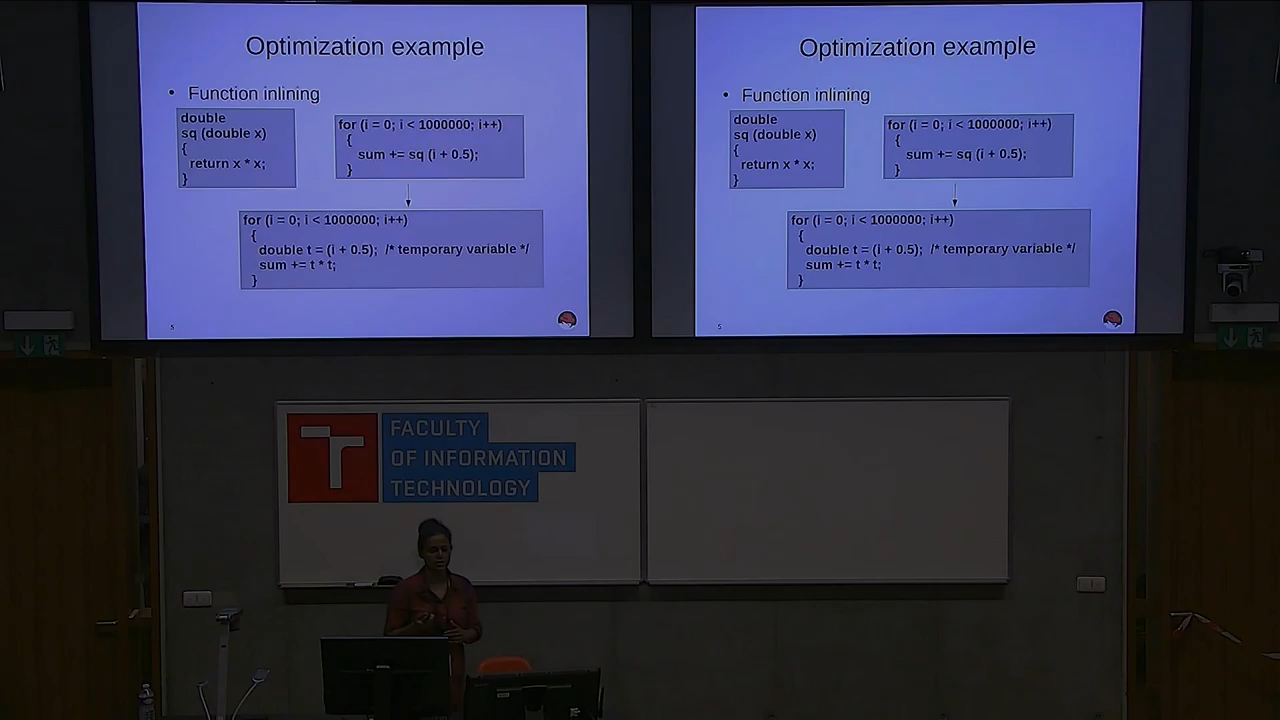 Optimization example
• Function inlining
double
sq (double x)
{
return x * x;
}
for (i = 0; i < 1000000; i++)
{
sum += sq (i + 0.5);
}
for (i = 0; i < 1000000; i++)
{
double t = (i + 0.5); /* temporary variable */
sum += t * t;
}
5
Optimization example
• Function inlining
double
sq (double x)
{
return x * x;
}
for (i = 0; i < 1000000; i++)
{
sum += sq (i + 0.5);
}
for (i = 0; i < 1000000; i++)
{
double t = (i + 0.5); /* temporary variable */
sum += t * t;
}
5
T
FACULTY
OF INFORMATION
TECHNOLOGY